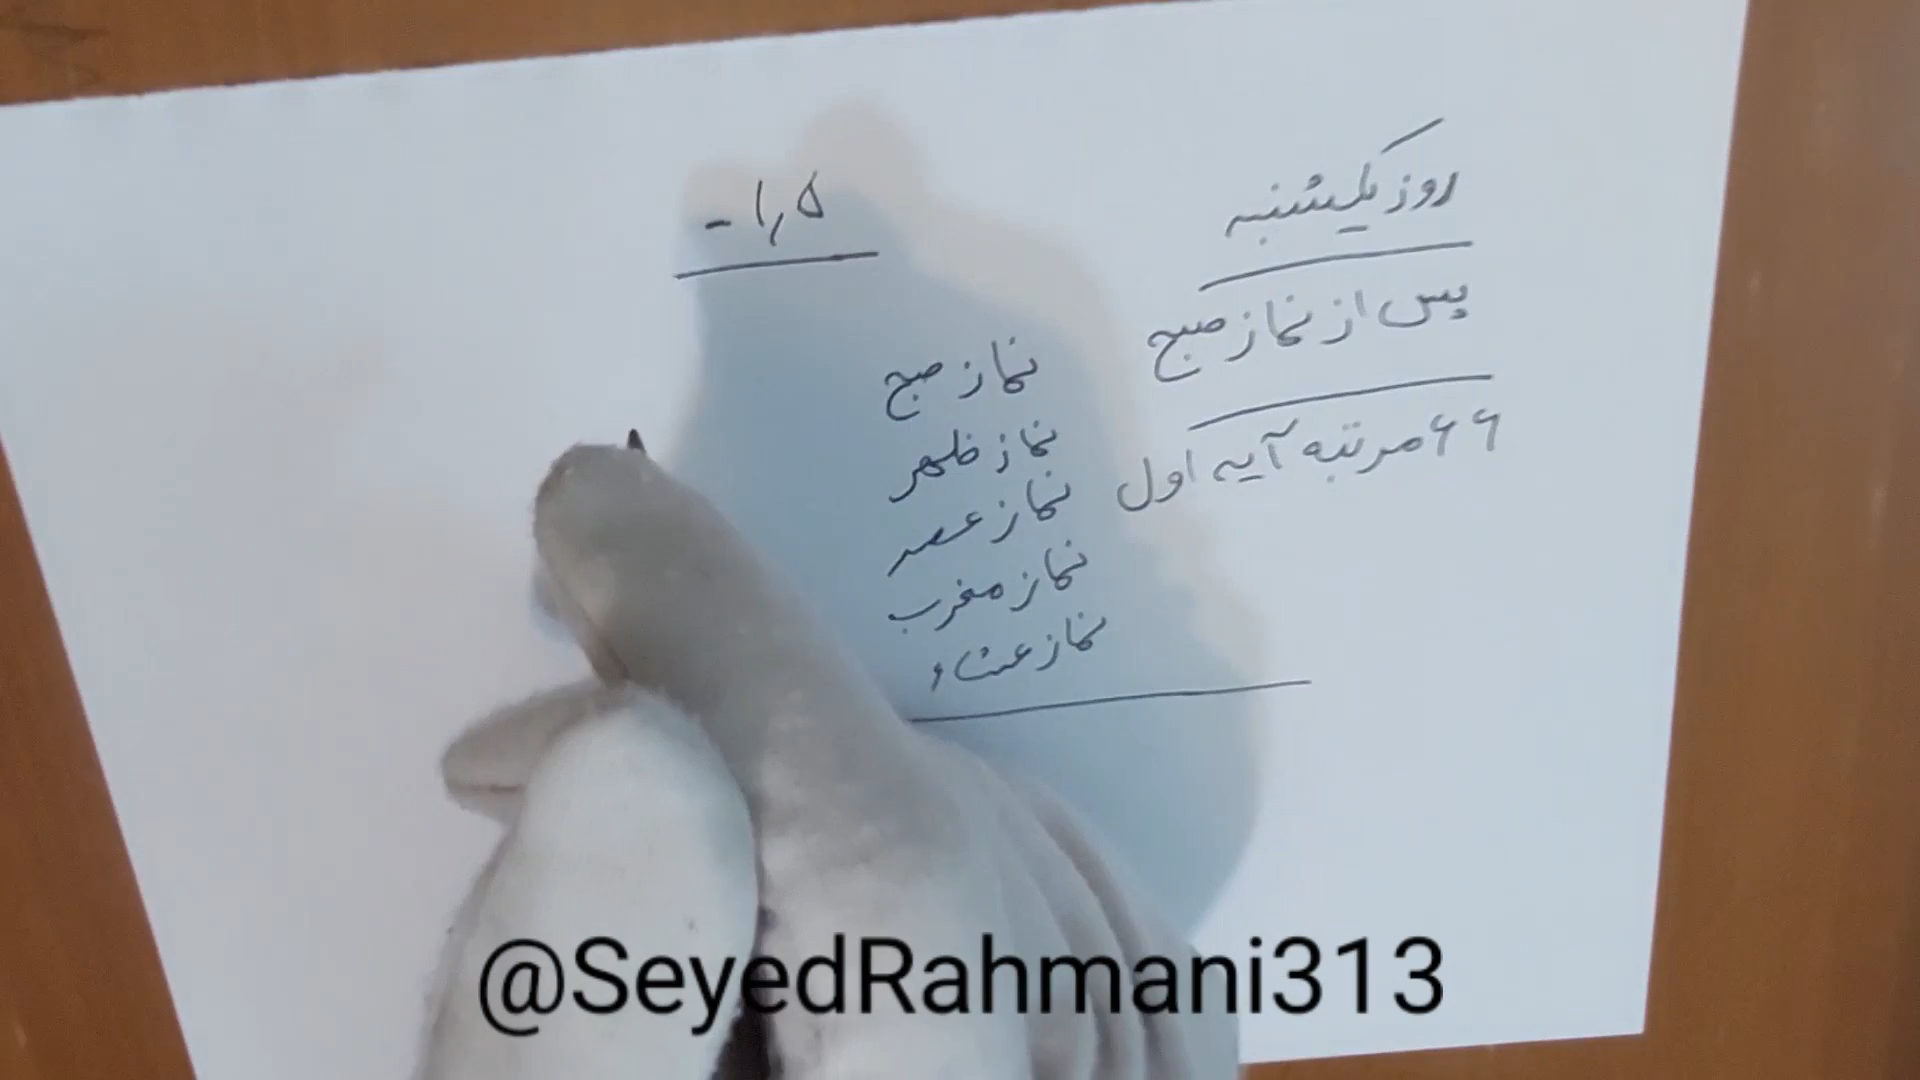 روز یکشنبه
پس از نماز صبح
۶۶ مرتبه آیه اول
۱٫۵ -
نماز صبح
نماز ظهر
نماز عصر
نماز مغرب
نماز عشاء
@SeyedRahmani313